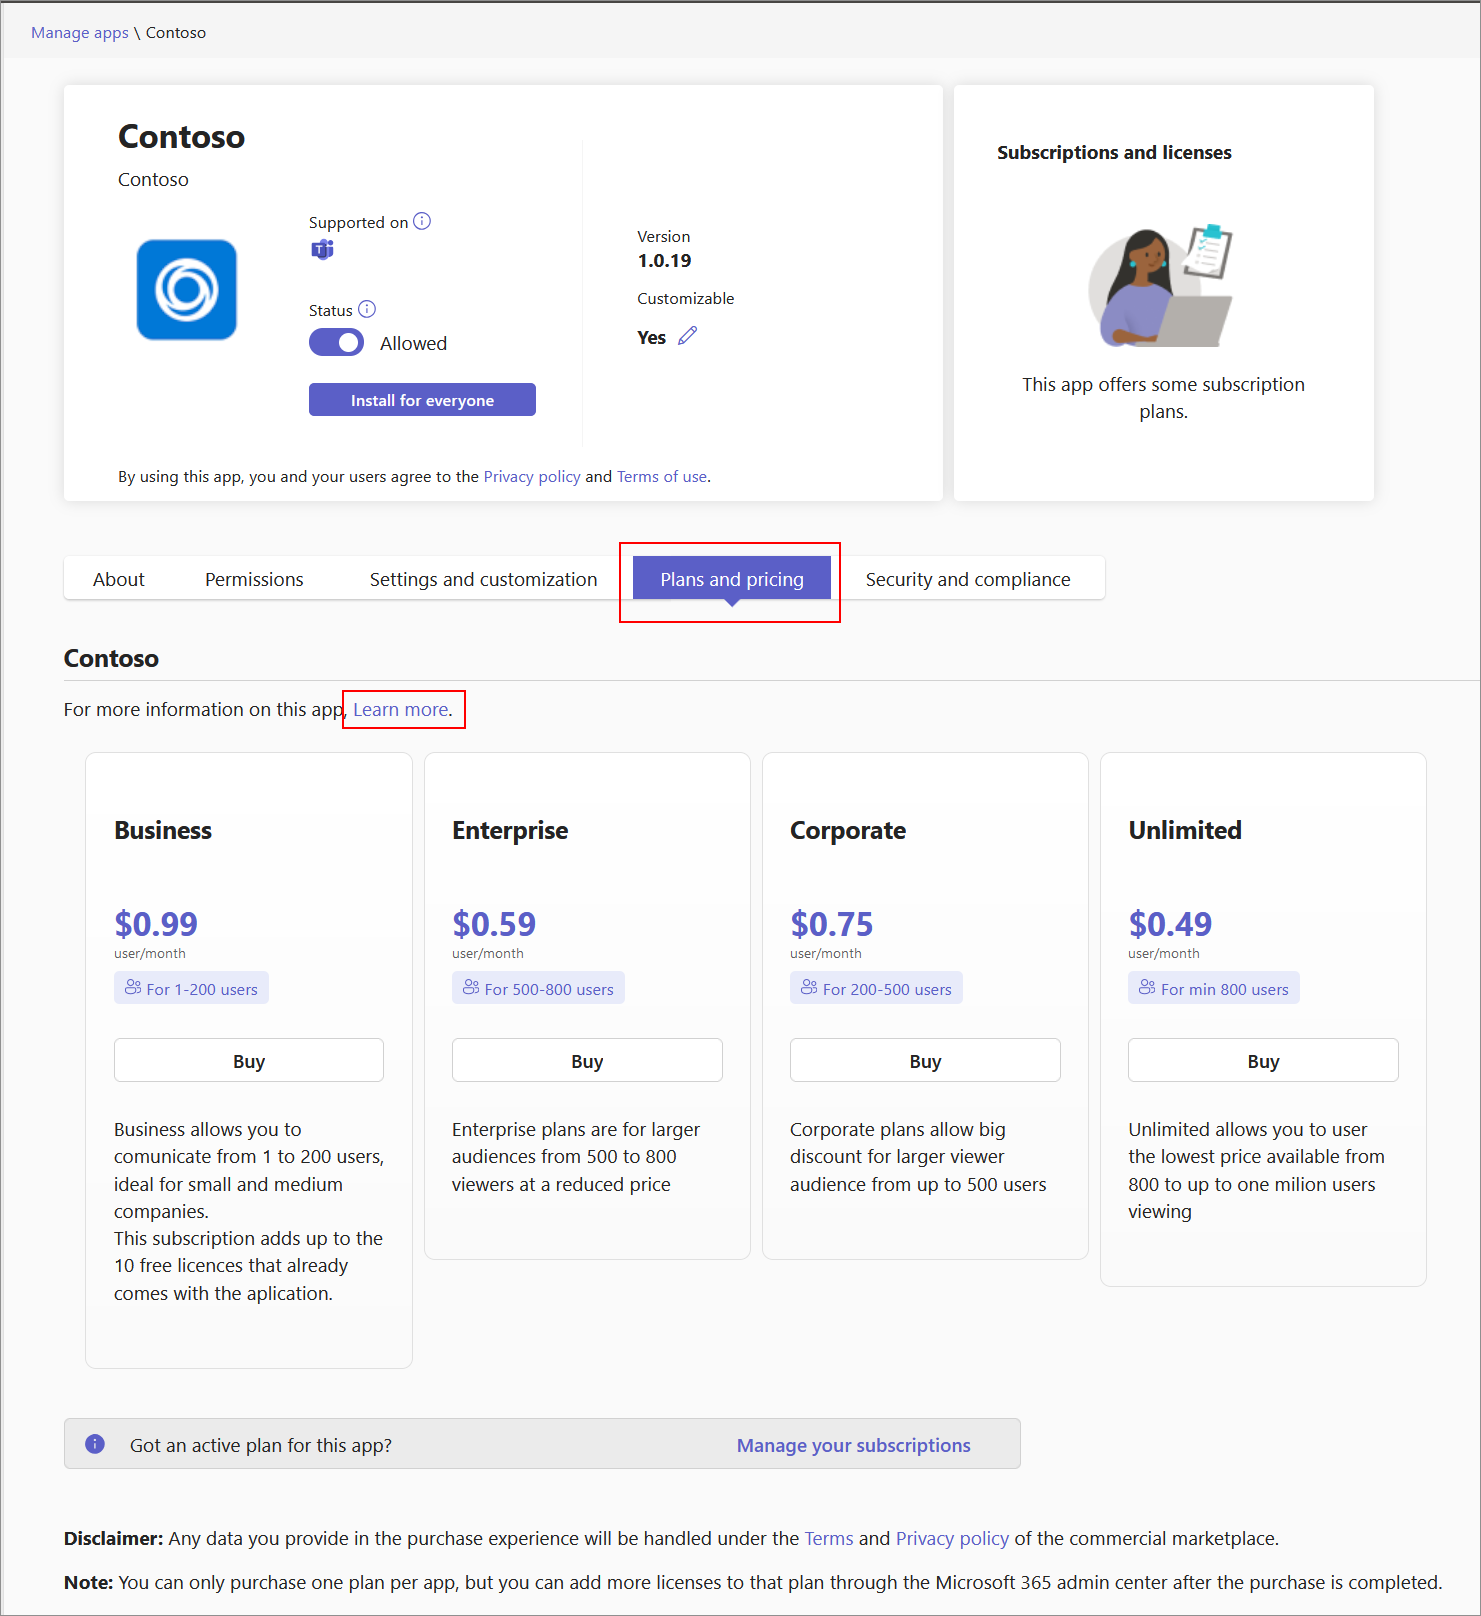 Manage apps \ Contoso
Contoso
Contoso
Supported on
Status
Allowed
Install for everyone
Version
1.0.19
Customizable
Yes
By using this app, you and your users agree to the Privacy policy and Terms of use.
Subscriptions and licenses
This app offers some subscription
plans.
About
Permissions
Settings and customization
Plans and pricing
Security and compliance
Contoso
For more information on this app, Learn more.
Business
$0.99
user/month
For 1-200 users
Buy
Business allows you to
comunicate from 1 to 200 users,
ideal for small and medium
companies.
This subscription adds up to the
10 free licences that already
comes with the aplication.
Enterprise
$0.59
user/month
For 500-800 users
Buy
Enterprise plans are for larger
audiences from 500 to 800
viewers at a reduced price
Corporate
$0.75
user/month
For 200-500 users
Buy
Corporate plans allow big
discount for larger viewer
audience from up to 500 users
Unlimited
$0.49
user/month
For min 800 users
Buy
Unlimited allows you to user
the lowest price available from
800 to up to one milion users
viewing
Got an active plan for this app?
Manage your subscriptions
Disclaimer: Any data you provide in the purchase experience will be handled under the Terms and Privacy policy of the commercial marketplace.
Note: You can only purchase one plan per app, but you can add more licenses to that plan through the Microsoft 365 admin center after the purchase is completed.